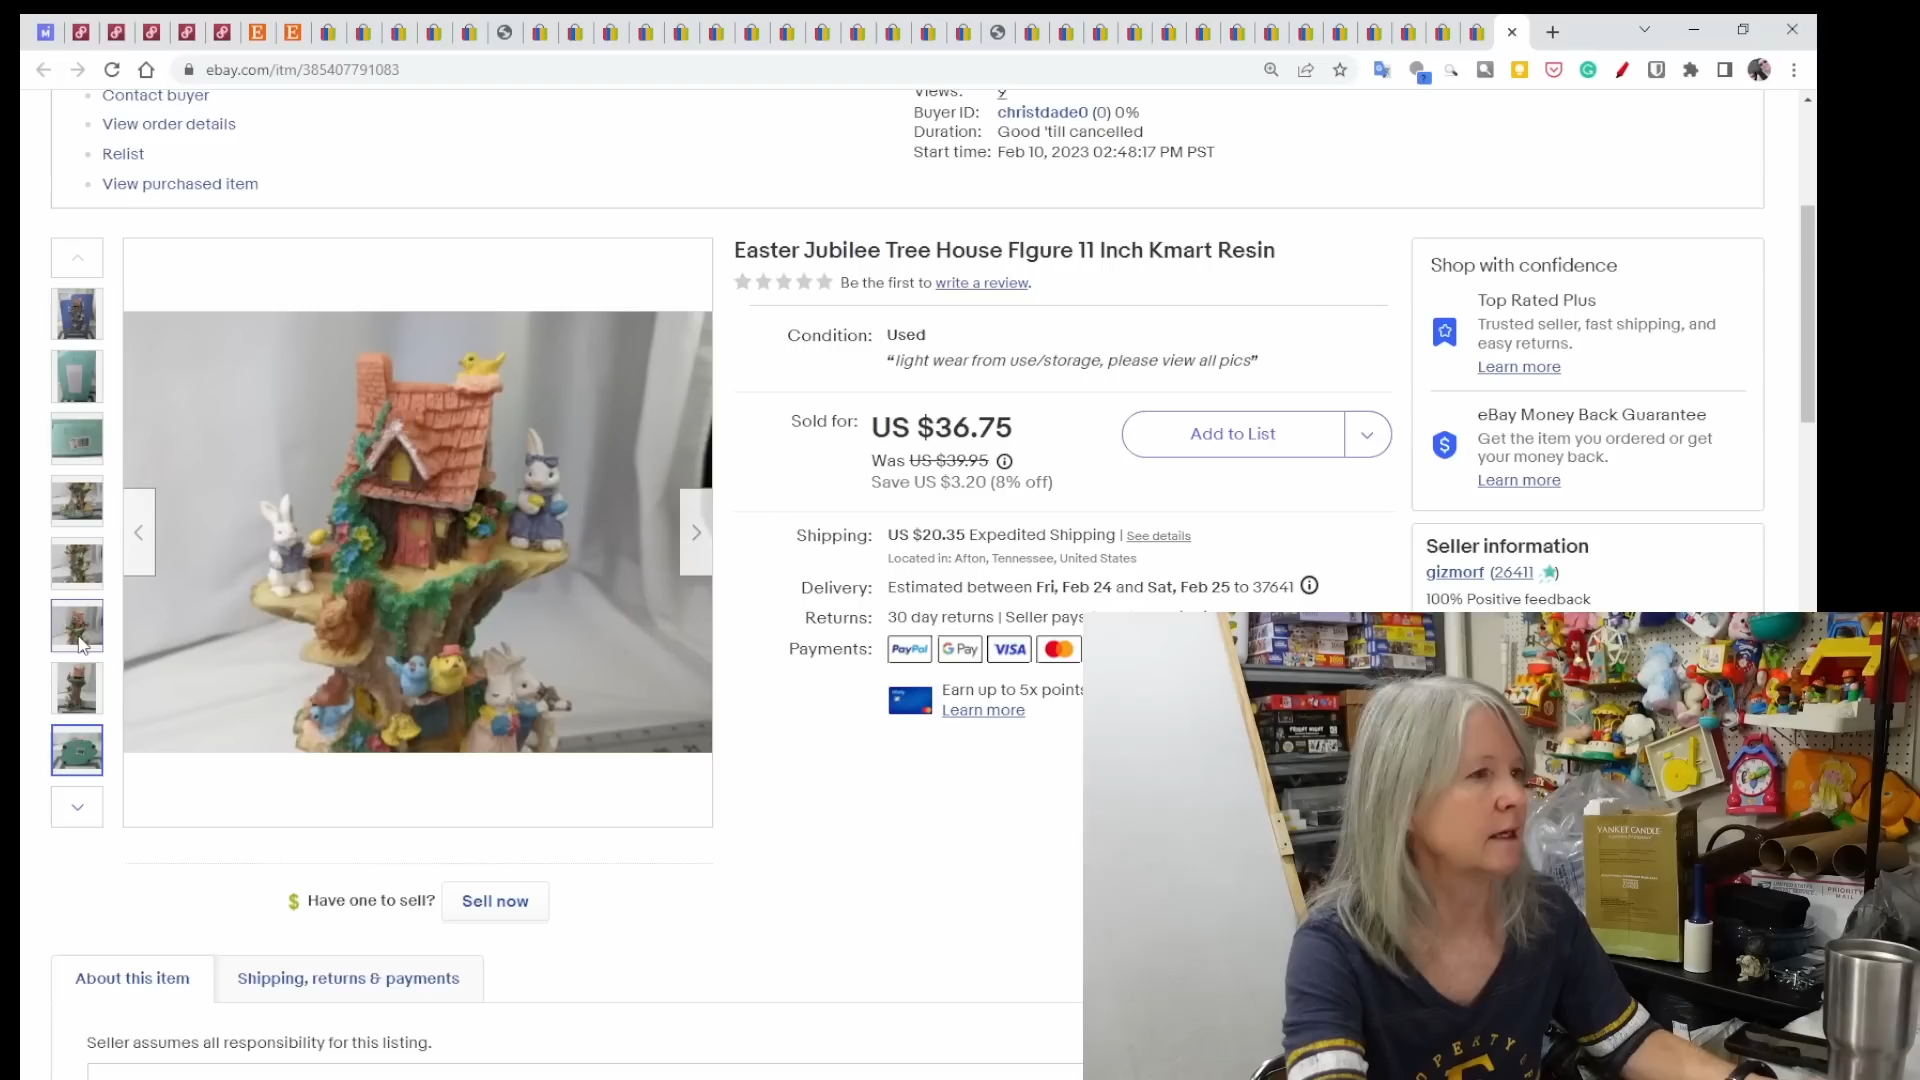 ebay.com/itm/385407791083
Contact buyer
View order details
Relist
View purchased item
Views: 9
Buyer ID: christdade0 (0) 0%
Duration: Good 'till cancelled
Start time: Feb 10, 2023 02:48:17 PM PST
Easter Jubilee Tree House FIgure 11 Inch Kmart Resin
Be the first to write a review.
Condition: Used
“light wear from use/storage, please view all pics”
Sold for: US $36.75
Was US $39.95
Save US $3.20 (8% off)
Add to List
Shipping: US $20.35 Expedited Shipping | See details
Located in: Afton, Tennessee, United States
Delivery: Estimated between Fri, Feb 24 and Sat, Feb 25 to 37641
Returns: 30 day returns | Seller pays
Payments: PayPal G Pay VISA
Earn up to 5x points
Learn more
Shop with confidence
Top Rated Plus
Trusted seller, fast shipping, and
easy returns.
Learn more
eBay Money Back Guarantee
Get the item you ordered or get
your money back.
Learn more
Seller information
gizmorf (26411)
100% Positive feedback
$ Have one to sell? Sell now
About this item
Shipping, returns & payments
Seller assumes all responsibility for this listing.
YANKEE CANDLE
FRIGHT NIGHT
UNITED STATES
PRIORITY
MAIL